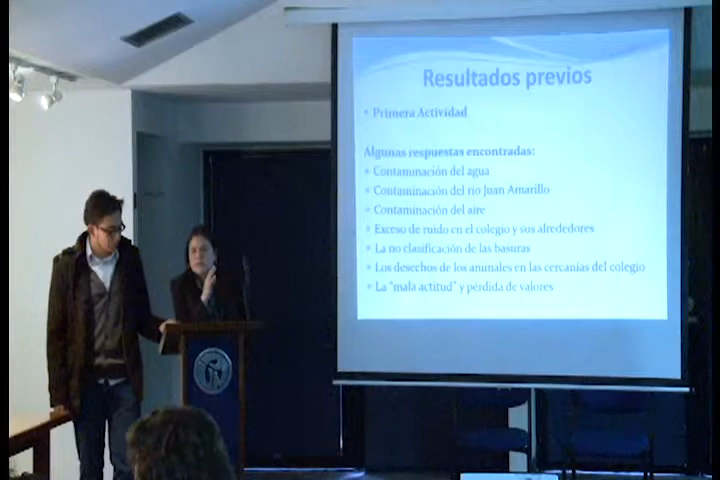 Resultados previos
• Primera Actividad
Algunas respuestas encontradas:
• Contaminación del agua
• Contaminación del río Juan Amarillo
• Contaminación del aire
• Exceso de ruido en el colegio y sus alrededores
• La no clasificación de las basuras
• Los desechos de los animales en las cercanías del colegio
• La "mala actitud" y pérdida de valores